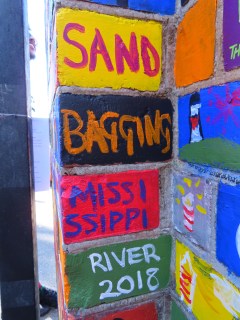 SAND
BAGGING
MISSI
SSIPPI
RIVER
2018